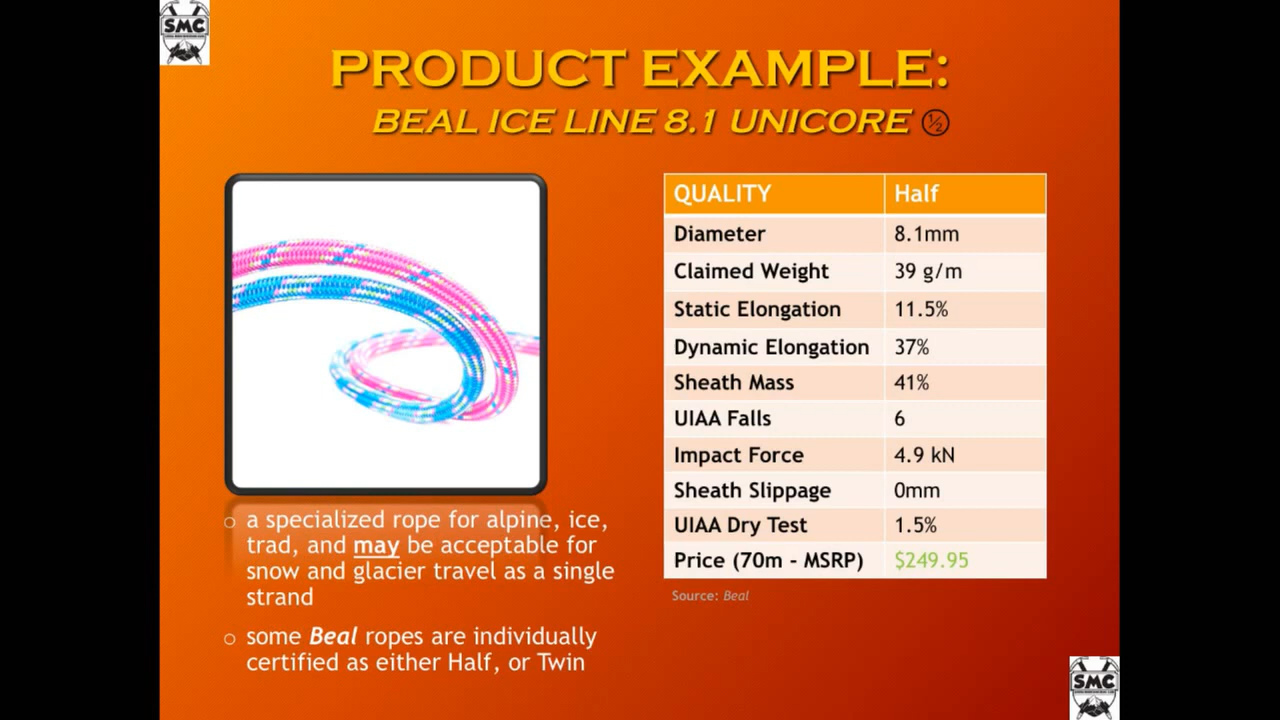 SMC
PRODUCT EXAMPLE:
BEAL ICE LINE 8.1 UNICORE ½
QUALITY Half
Diameter 8.1mm
Claimed Weight 39 g/m
Static Elongation 11.5%
Dynamic Elongation 37%
Sheath Mass 41%
UIAA Falls 6
Impact Force 4.9 kN
Sheath Slippage 0mm
UIAA Dry Test 1.5%
Price (70m - MSRP) $249.95
Source: Beal
o a specialized rope for alpine, ice,
trad, and may be acceptable for
snow and glacier travel as a single
strand
o some Beal ropes are individually
certified as either Half, or Twin
SMC